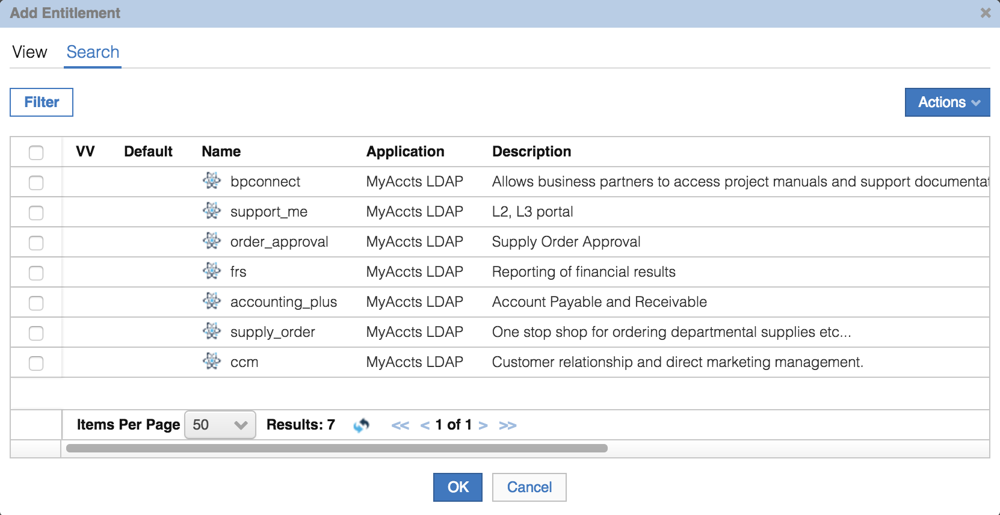 Add Entitlement
View Search
Filter Actions
VV Default Name Application Description
bpconnect MyAccts LDAP Allows business partners to access project manuals and support
support_me MyAccts LDAP L2, L3 portal
order_approval MyAccts LDAP Supply Order Approval
frs MyAccts LDAP Reporting of financial results
accounting_plus MyAccts LDAP Account Payable and Receivable
supply_order MyAccts LDAP One stop shop for ordering departmental supplies etc...
ccm MyAccts LDAP Customer relationship and direct marketing management.
Items Per Page 50 Results: 7 << < 1 of 1 > >>
OK Cancel